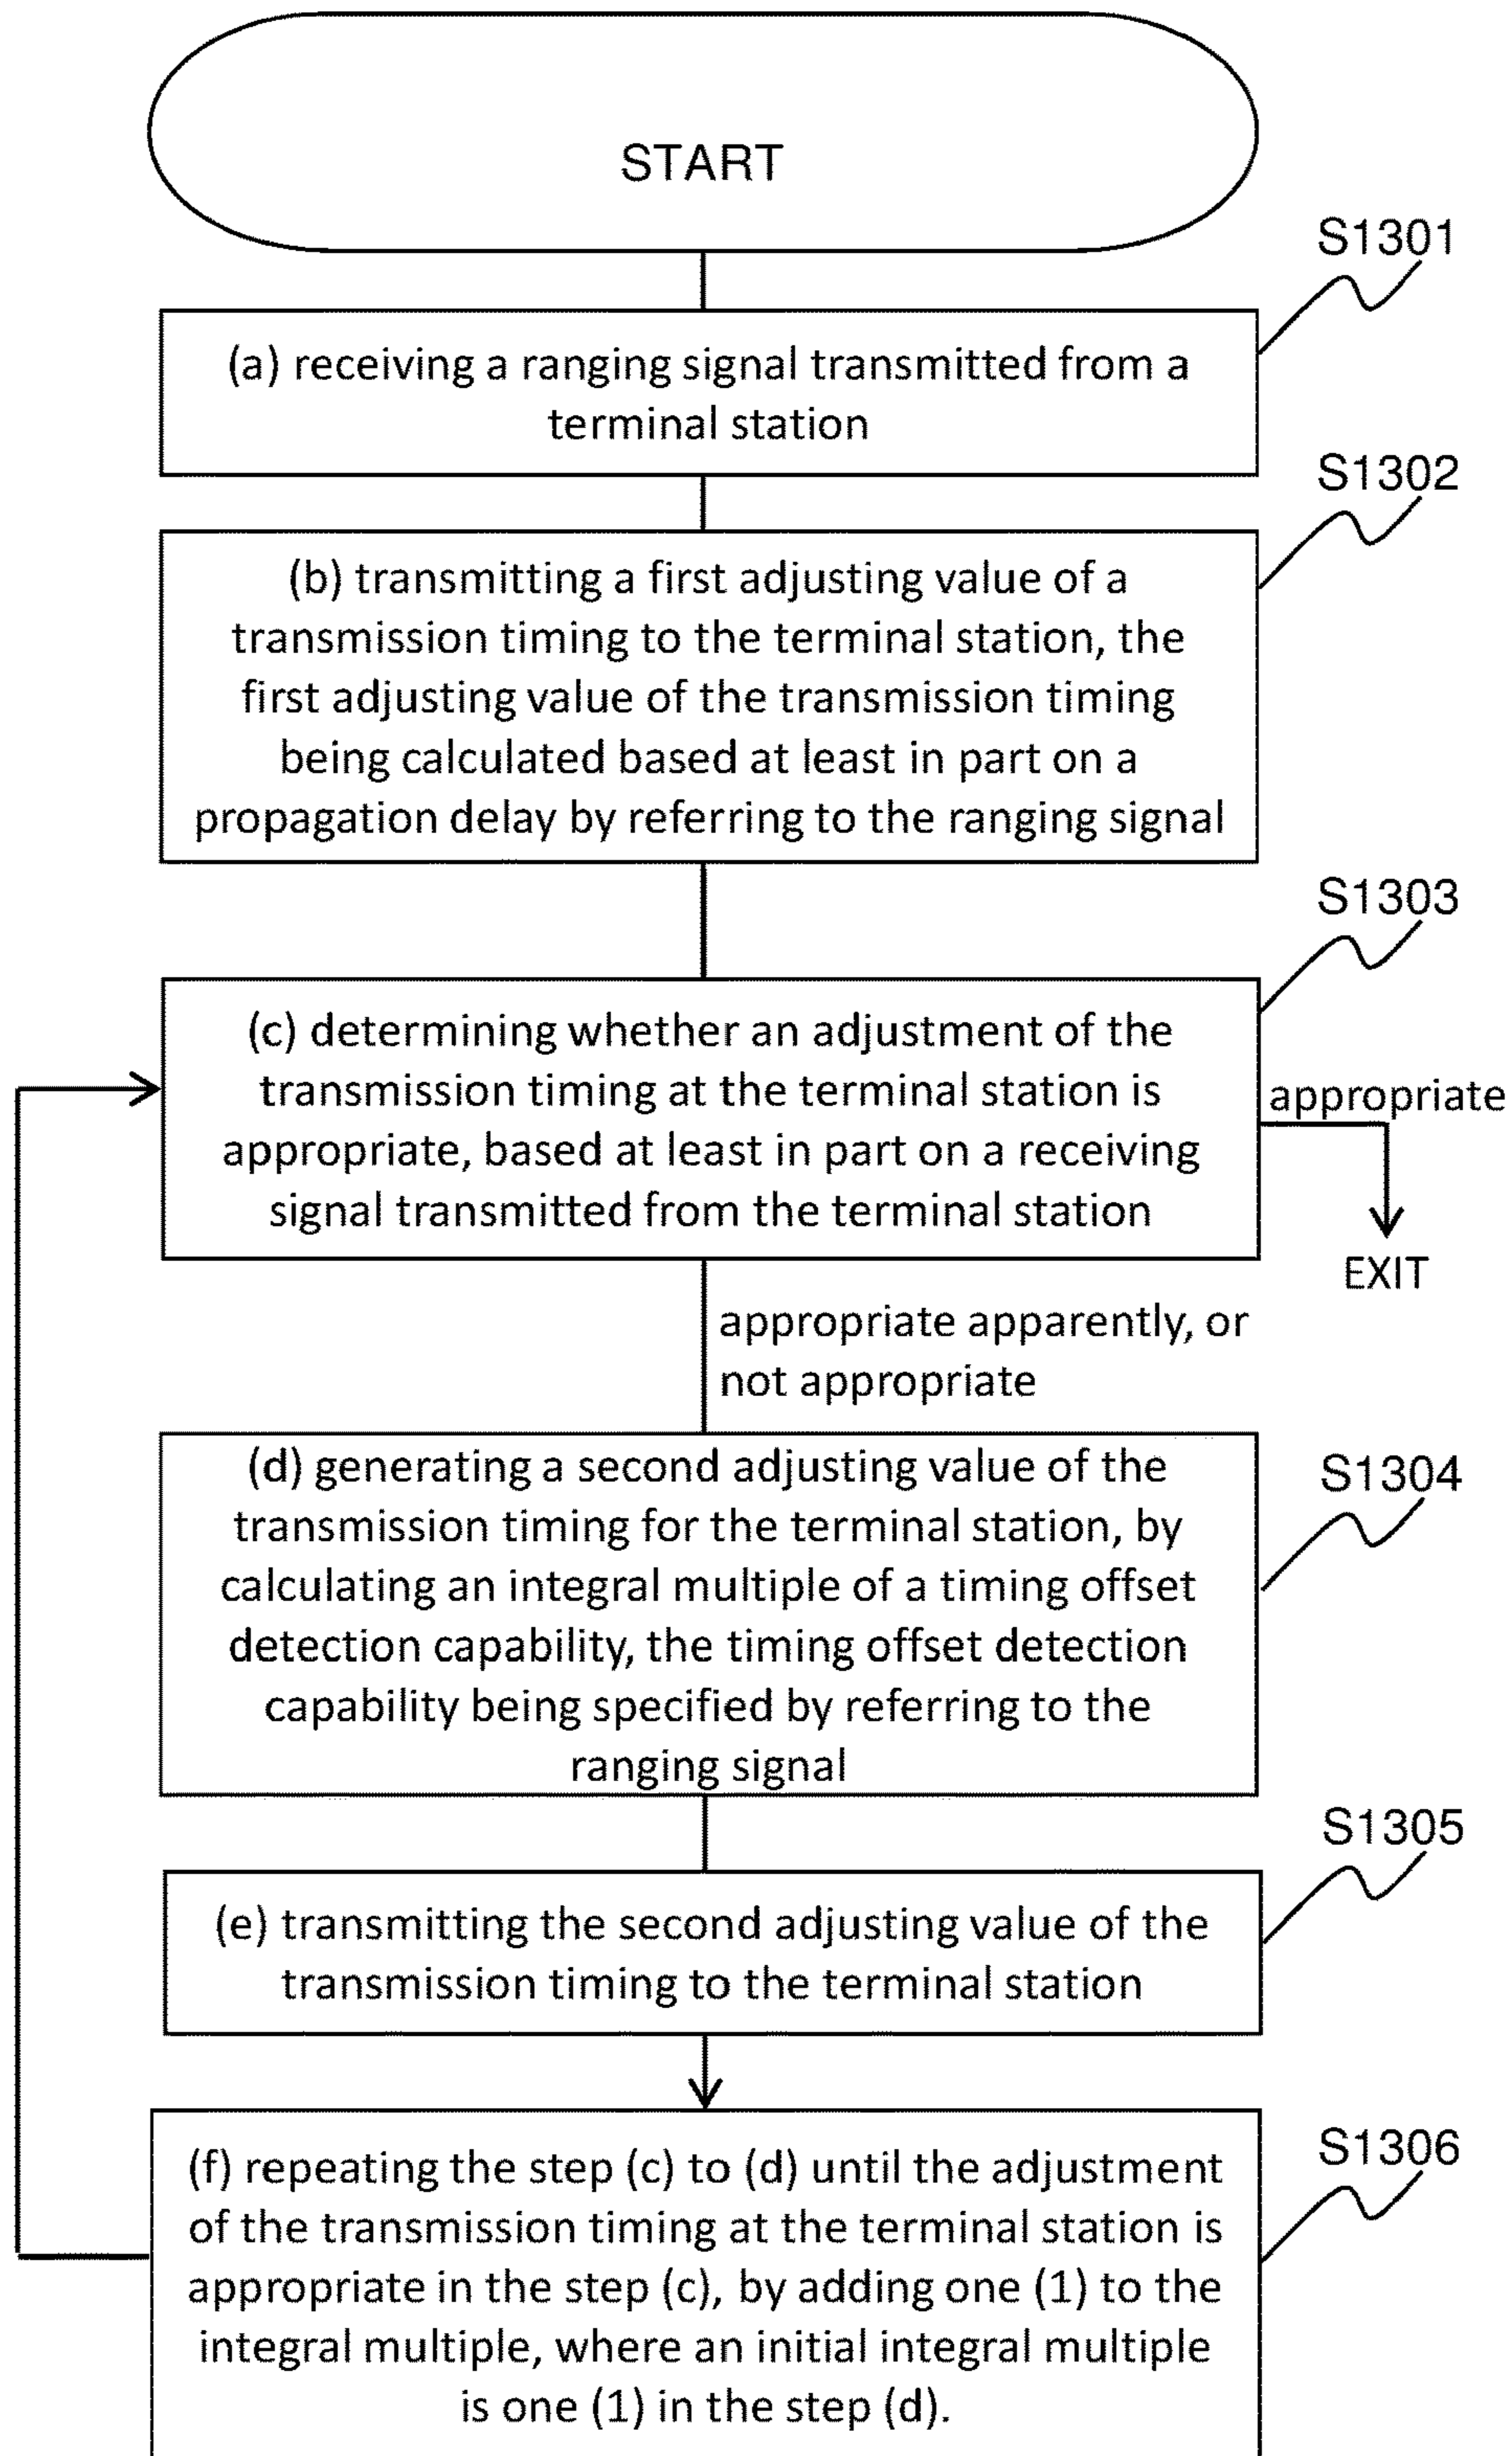 START
S1301
(a) receiving a ranging signal transmitted from a
terminal station
S1302
(b) transmitting a first adjusting value of a
transmission timing to the terminal station, the
first adjusting value of the transmission timing
being calculated based at least in part on a
propagation delay by referring to the ranging signal
S1303
(c) determining whether an adjustment of the
transmission timing at the terminal station is
appropriate, based at least in part on a receiving
signal transmitted from the terminal station
appropriate
EXIT
appropriate apparently, or
not appropriate
S1304
(d) generating a second adjusting value of the
transmission timing for the terminal station, by
calculating an integral multiple of a timing offset
detection capability, the timing offset detection
capability being specified by referring to the
ranging signal
S1305
(e) transmitting the second adjusting value of the
transmission timing to the terminal station
S1306
(f) repeating the step (c) to (d) until the adjustment
of the transmission timing at the terminal station is
appropriate in the step (c), by adding one (1) to the
integral multiple, where an initial integral multiple
is one (1) in the step (d).